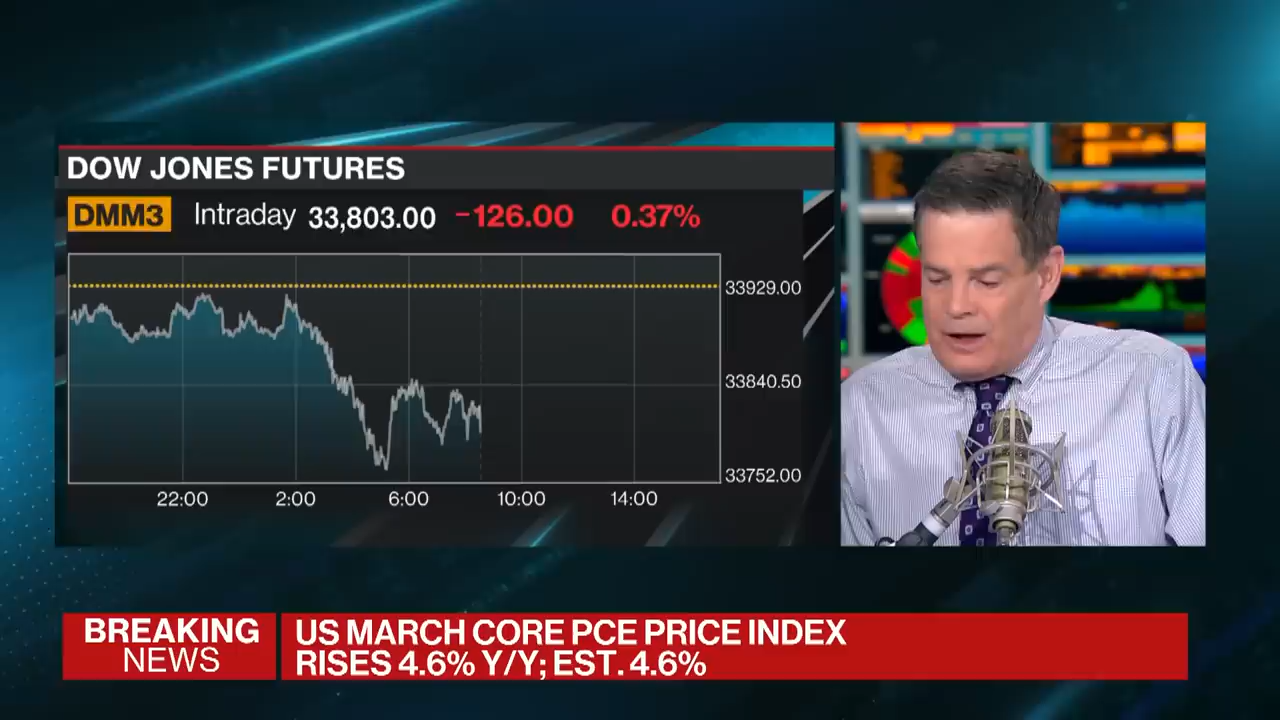 DOW JONES FUTURES
DMM3 Intraday 33,803.00 -126.00 0.37%
33929.00
33840.50
33752.00
22:00 2:00 6:00 10:00 14:00
BREAKING NEWS
US MARCH CORE PCE PRICE INDEX
RISES 4.6% Y/Y; EST. 4.6%